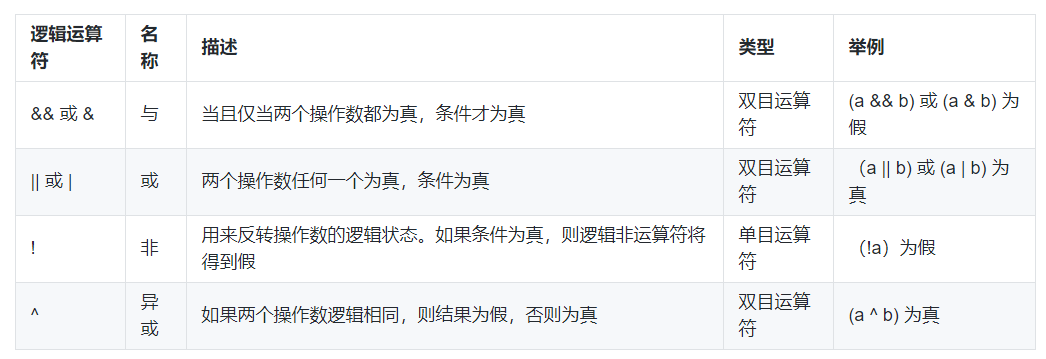 逻辑运算
符
名
称
描述
类型
举例
&& 或 &
与
当且仅当两个操作数都为真，条件才为真
双目运算
符
(a && b) 或 (a & b) 为
假
|| 或 |
或
两个操作数任何一个为真，条件为真
双目运算
符
（a || b) 或 (a | b) 为
真
!
非
用来反转操作数的逻辑状态。如果条件为真，则逻辑非运算符将
得到假
单目运算
符
（!a）为假
^
异
或
如果两个操作数逻辑相同，则结果为假，否则为真
双目运算
符
(a ^ b) 为真